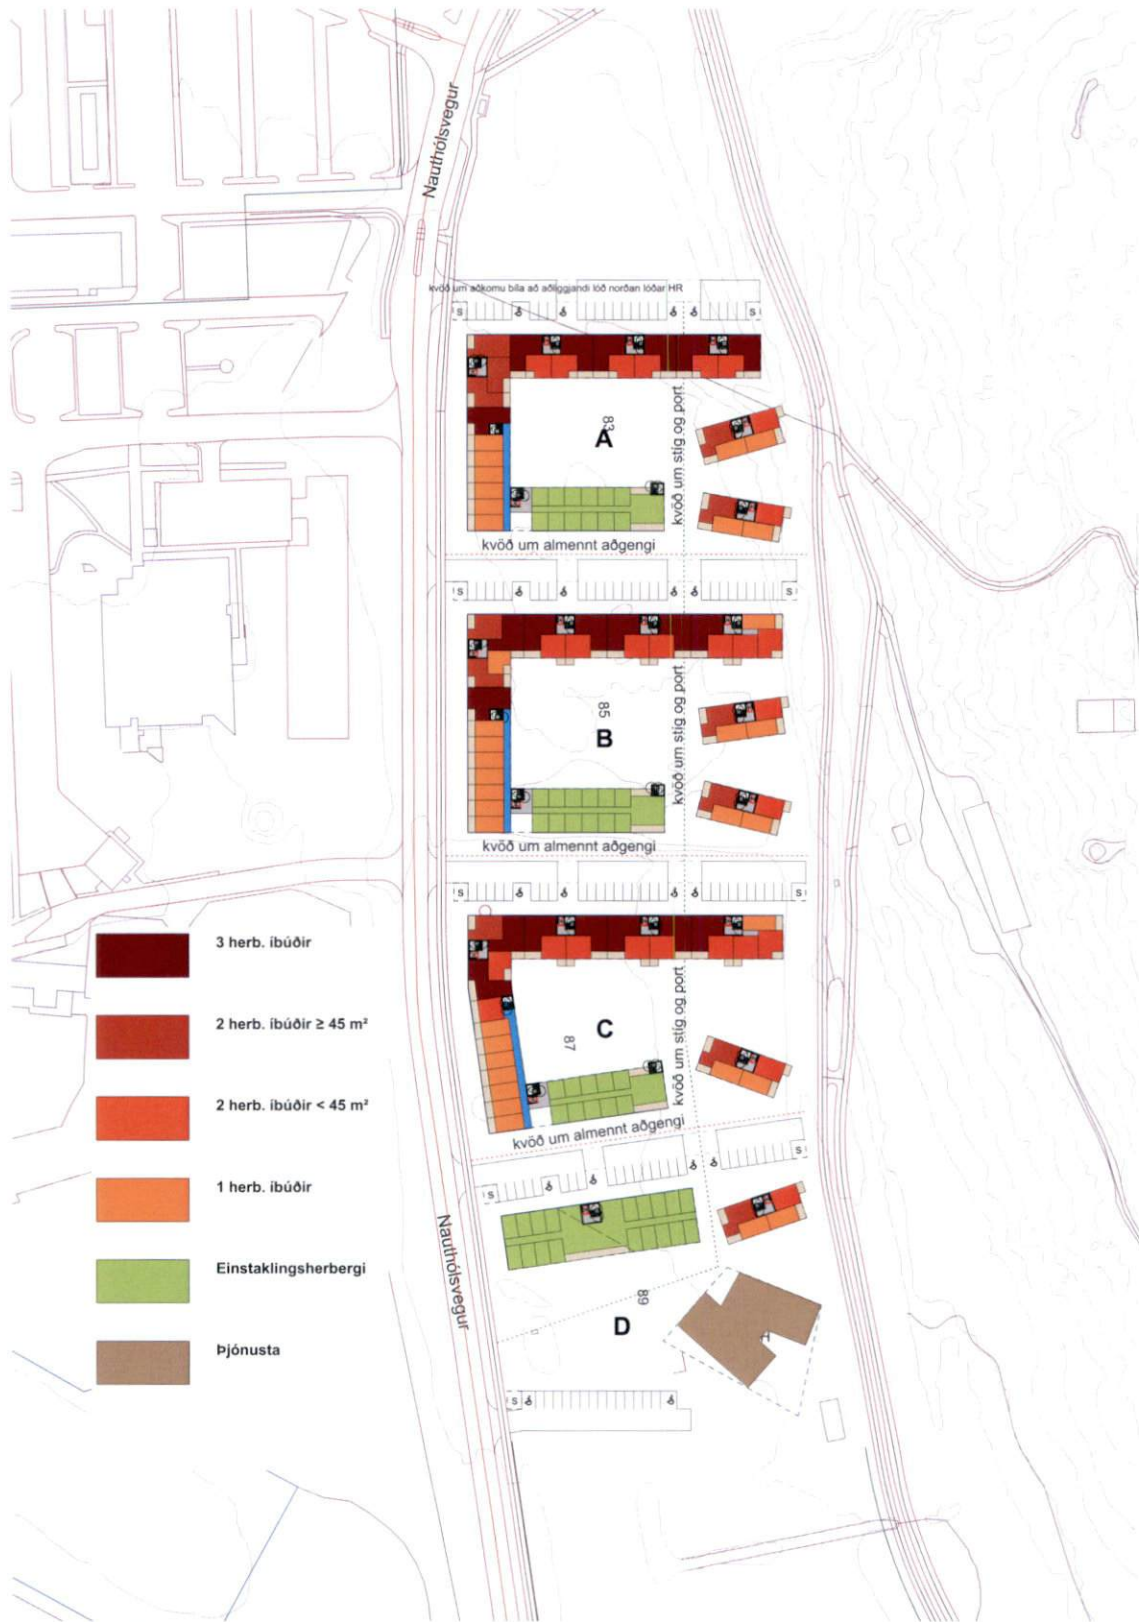 Nauthólsvegur
kvöð um aðkomu bíla að aðliggjandi lóð norðan lóðar HR
S
S
83
A
kvöð um stíg og port
kvöð um almennt aðgengi
S
S
85
B
kvöð um stíg og port
kvöð um almennt aðgengi
S
S
87
C
kvöð um stíg og port
kvöð um almennt aðgengi
S
S
Nauthólsvegur
89
D
H
S
3 herb. íbúðir
2 herb. íbúðir ≥ 45 m²
2 herb. íbúðir < 45 m²
1 herb. íbúðir
Einstaklingsherbergi
Þjónusta